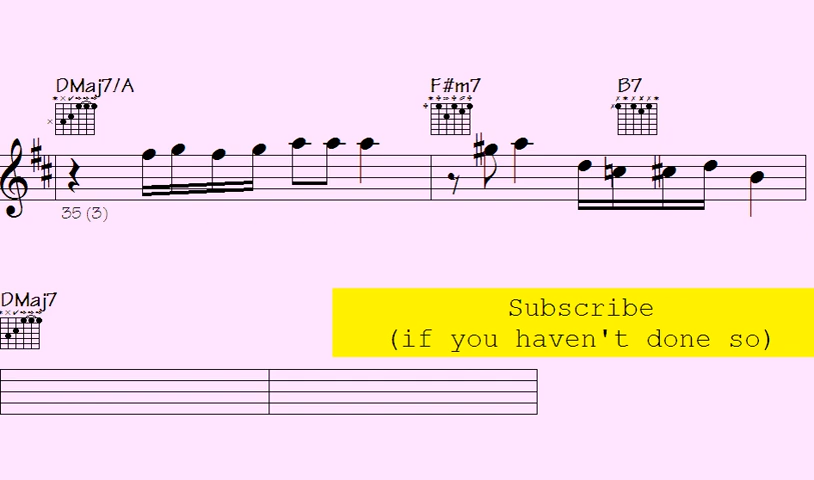 DMaj7/A F#m7 B7
35 (3)
DMaj7
Subscribe
(if you haven't done so)